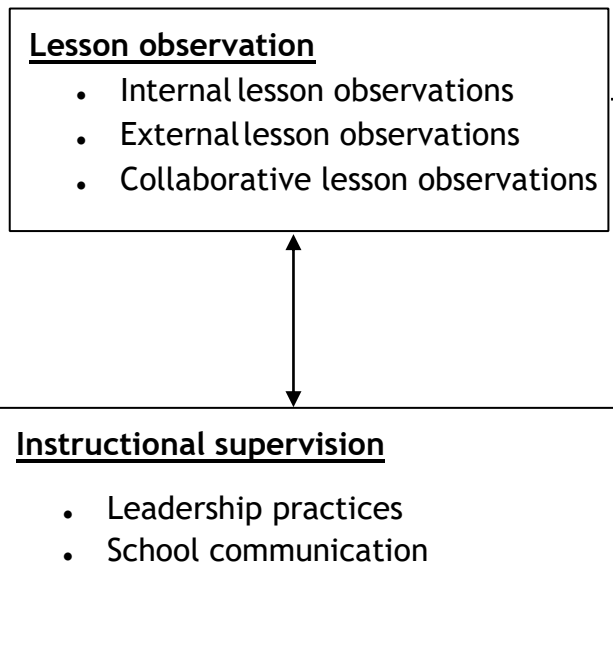 Lesson observation
• Internal lesson observations
• External lesson observations
• Collaborative lesson observations
Instructional supervision
• Leadership practices
• School communication